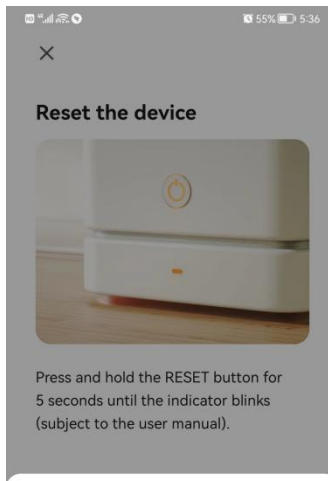 55% 5:36
Reset the device
Press and hold the RESET button for
5 seconds until the indicator blinks
(subject to the user manual).